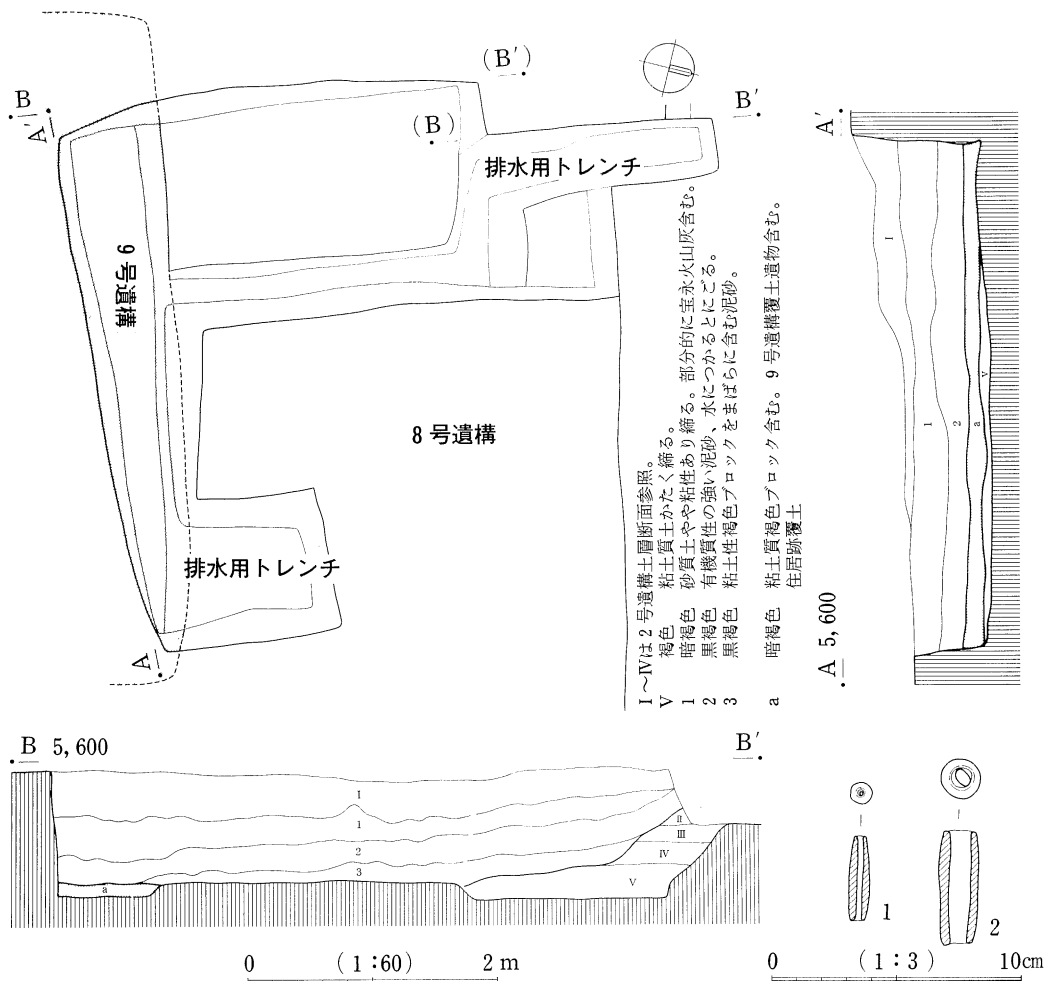 B
A′
(B′)
(B)
B′
排水用トレンチ
9号遺構
8号遺構
排水用トレンチ
A
I～Ⅳは2号遺構土層断面参照。
V 褐色 粘土質土かたく締る。
1 暗褐色 砂質土やや粘性あり締る。部分的に宝永火山灰含む。
2 黒褐色 有機質性の強い泥砂、水につかるとにごる。
3 黒褐色 粘土性褐色ブロックをまばらに含む泥砂。
a 暗褐色 粘土質褐色ブロック含む。9号遺構覆土遺物含む。
住居跡覆土
A′
I
1
2
a
V
A 5,600
B 5,600
B′
I
1
2
3
a
II
III
IV
V
1
2
0 (1:60) 2m
0 (1:3) 10cm